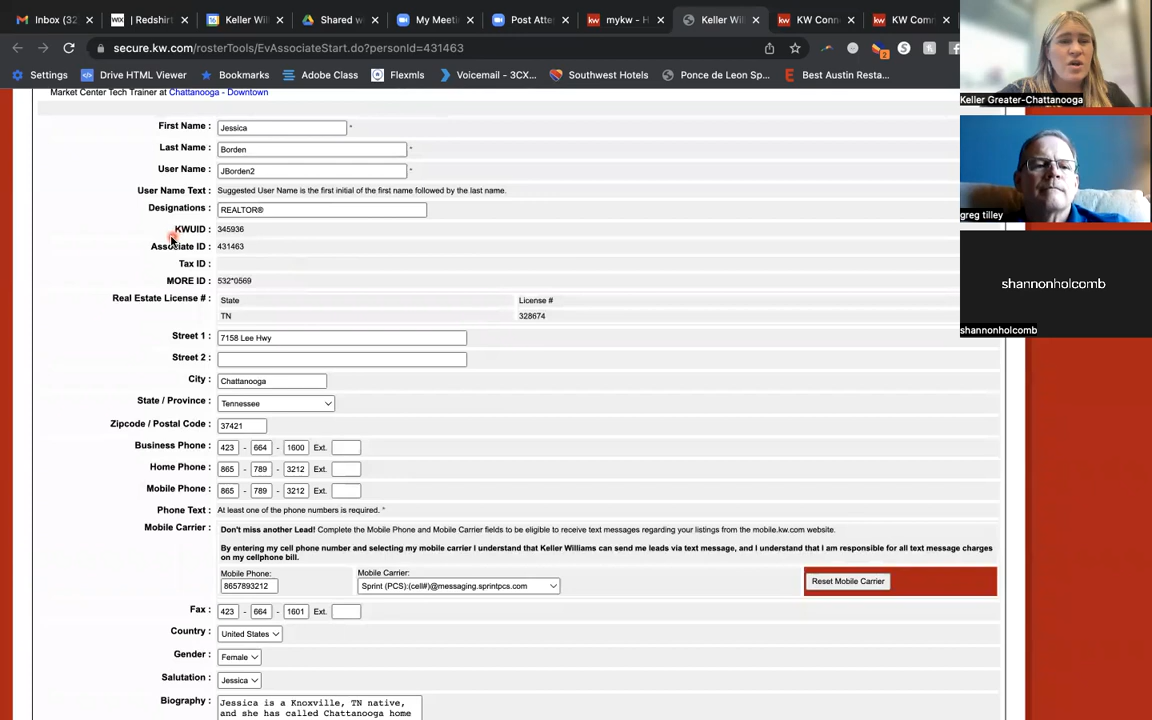 Inbox (32
Redshirt
Keller Wil
Shared w
My Meeti
Post Atte
mykw - H
Keller Wil
KW Conn
KW Comm
secure.kw.com/rosterTools/EvAssociateStart.do?personId=431463
Settings
Drive HTML Viewer
Bookmarks
Adobe Class
Flexmls
Voicemail - 3CX...
Southwest Hotels
Ponce de Leon Sp...
Best Austin Resta...
Market Center Tech Trainer at Chattanooga - Downtown
First Name : Jessica *
Last Name : Borden *
User Name : JBorden2 *
User Name Text : Suggested User Name is the first initial of the first name followed by the last name.
Designations : REALTOR®
KWUID : 345936
Associate ID : 431463
Tax ID :
MORE ID : 532*0569
Real Estate License # : State License #
TN 328674
Street 1 : 7158 Lee Hwy
Street 2 :
City : Chattanooga
State / Province : Tennessee
Zipcode / Postal Code : 37421
Business Phone : 423 - 664 - 1600 Ext.
Home Phone : 865 - 789 - 3212 Ext.
Mobile Phone : 865 - 789 - 3212 Ext.
Phone Text : At least one of the phone numbers is required. *
Mobile Carrier : Don't miss another Lead! Complete the Mobile Phone and Mobile Carrier fields to be eligible to receive text messages regarding your listings from the mobile.kw.com website.
By entering my cell phone number and selecting my mobile carrier I understand that Keller Williams can send me leads via text message, and I understand that I am responsible for all text message charges
on my cellphone bill.
Mobile Phone: Mobile Carrier:
8657893212 Sprint (PCS):(cell#)@messaging.sprintpcs.com Reset Mobile Carrier
Fax : 423 - 664 - 1601 Ext.
Country : United States
Gender : Female
Salutation : Jessica
Biography : Jessica is a Knoxville, TN native,
and she has called Chattanooga home
Keller Greater-Chattanooga
greg tilley
shannonholcomb
shannonholcomb